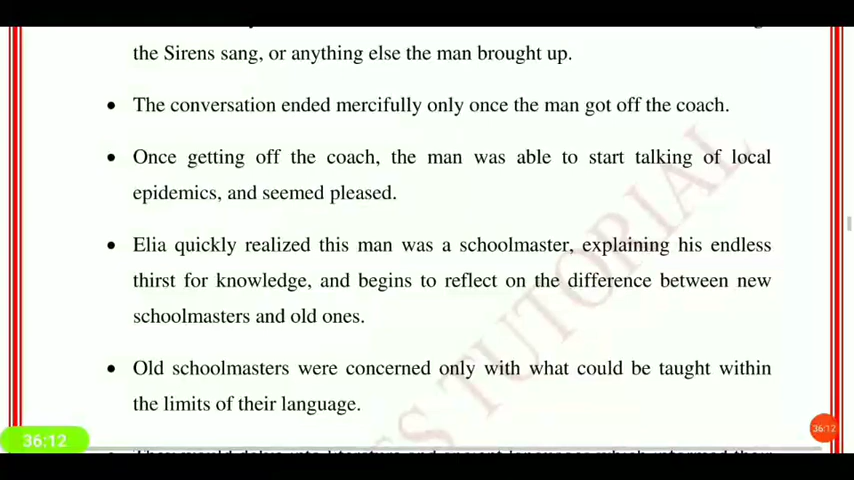 the Sirens sang, or anything else the man brought up.
• The conversation ended mercifully only once the man got off the coach.
• Once getting off the coach, the man was able to start talking of local
epidemics, and seemed pleased.
• Elia quickly realized this man was a schoolmaster, explaining his endless
thirst for knowledge, and begins to reflect on the difference between new
schoolmasters and old ones.
• Old schoolmasters were concerned only with what could be taught within
the limits of their language.
36:12
36:12
S TUTORIAL